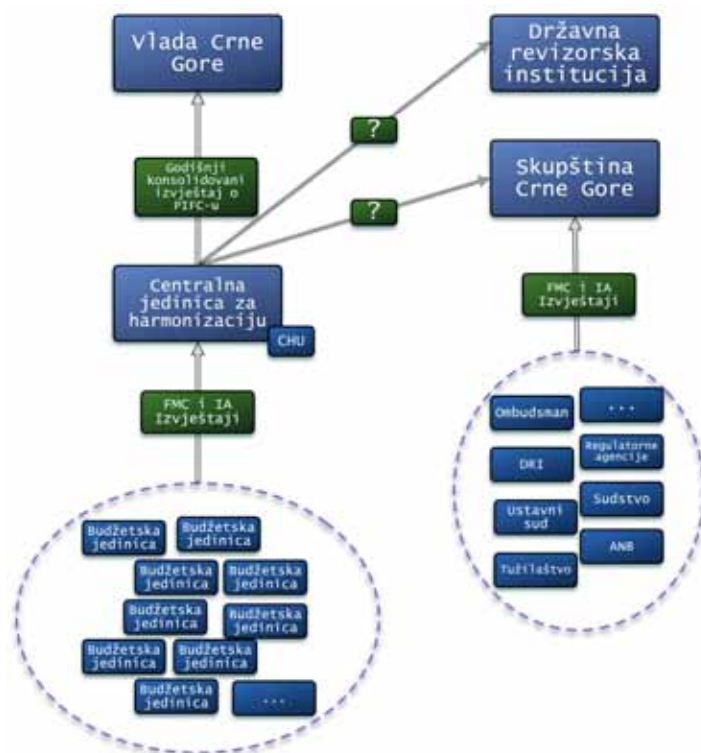 Vlada Crne
Gore
Državna
revizorska
institucija
?
Godišnji
konsolidovani
izvještaj o
PIFC-u
Skupština
Crne Gore
?
Centralna
jedinica za
harmonizaciju
CHU
FMC i IA
Izvještaji
FMC i IA
Izvještaji
Ombudsman
...
DRI
Regulatorne
agencije
Ustavni
sud
Sudstvo
Tužilaštvo
ANB
Budžetska
jedinica
Budžetska
jedinica
Budžetska
jedinica
Budžetska
jedinica
Budžetska
jedinica
Budžetska
jedinica
Budžetska
jedinica
Budžetska
jedinica
Budžetska
jedinica
...